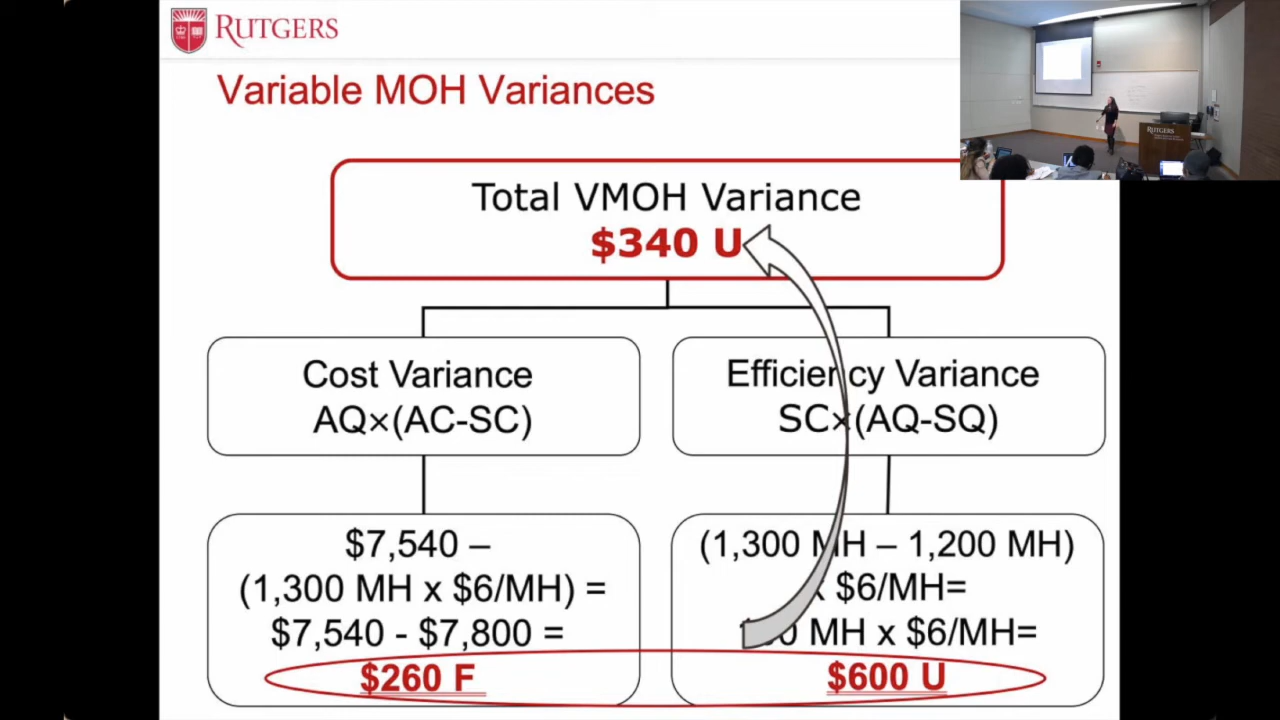 RUTGERS
Variable MOH Variances
Total VMOH Variance
$340 U
Cost Variance
AQ×(AC-SC)
Efficiency Variance
SC×(AQ-SQ)
$7,540 –
(1,300 MH x $6/MH) =
$7,540 - $7,800 =
$260 F
(1,300 MH – 1,200 MH)
x $6/MH=
MH x $6/MH=
$600 U
RUTGERS